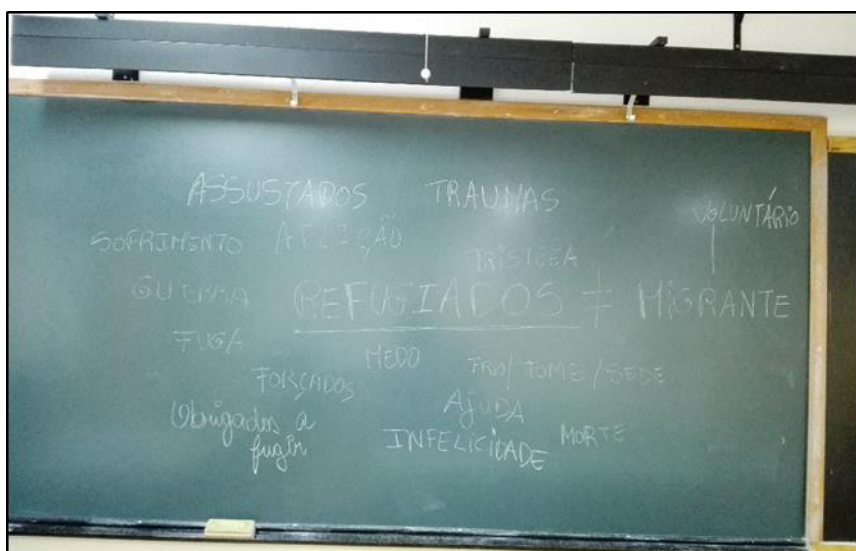 ASSUSTADOS TRAUMAS
VOLUNTÁRIO
SOFRIMENTO AFLIÇÃO
TRISTEZA
GUERRA REFUGIADOS ≠ MIGRANTE
FUGA
MEDO
FORÇADOS FRIO/FOME/SEDE
AJUDA
Obrigados a
fugir
INFELICIDADE MORTE